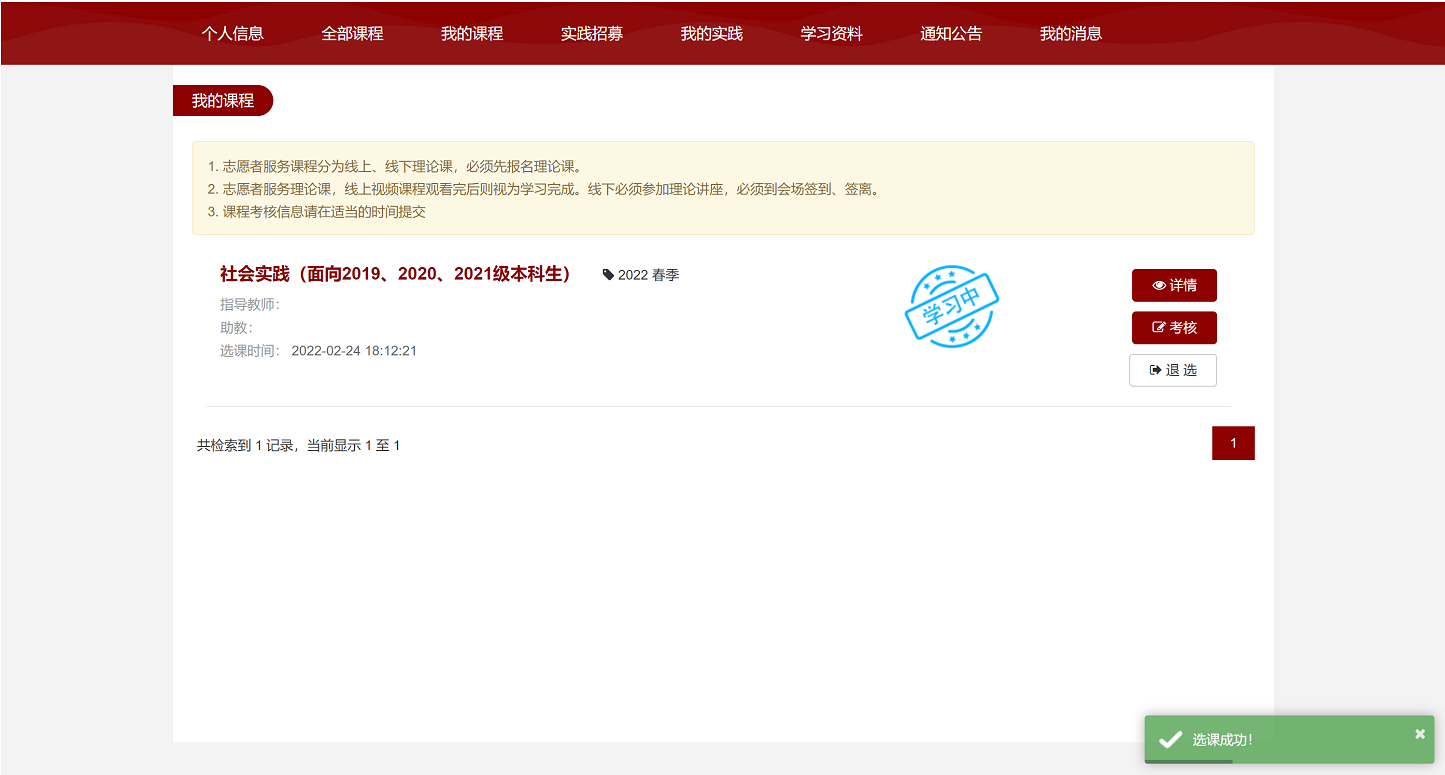 个人信息 全部课程 我的课程 实践招募 我的实践 学习资料 通知公告 我的消息
我的课程
1. 志愿者服务课程分为线上、线下理论课，必须先报名理论课。
2. 志愿者服务理论课，线上视频课程观看完后则视为学习完成。线下必须参加理论讲座，必须到会场签到、签离。
3. 课程考核信息请在适当的时间提交
社会实践（面向2019、2020、2021级本科生） 2022 春季
学习中
详情
指导教师：
助教：
考核
选课时间： 2022-02-24 18:12:21
退 选
共检索到 1 记录，当前显示 1 至 1
1
选课成功!